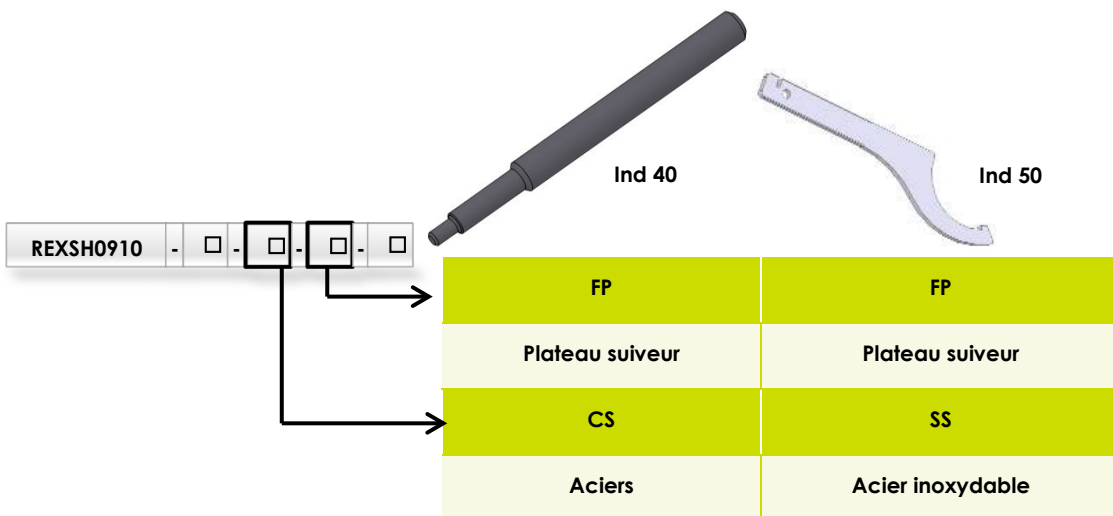 Ind 40
Ind 50
REXSH0910 - □ - □ - □ - □
FP FP
Plateau suiveur Plateau suiveur
CS SS
Aciers Acier inoxydable